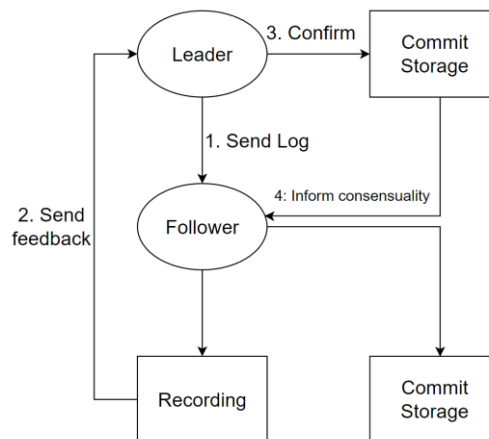 3. Confirm
Leader
Commit
Storage
1. Send Log
4: Inform consensuality
2. Send
feedback
Follower
Recording
Commit
Storage